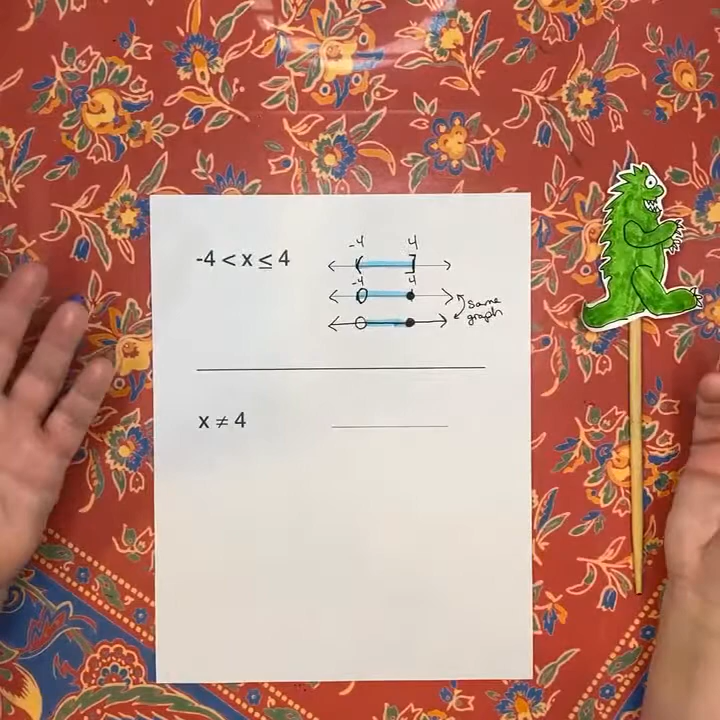 -4 < x ≤ 4
-4 4
-4 4
same
graph
x ≠ 4